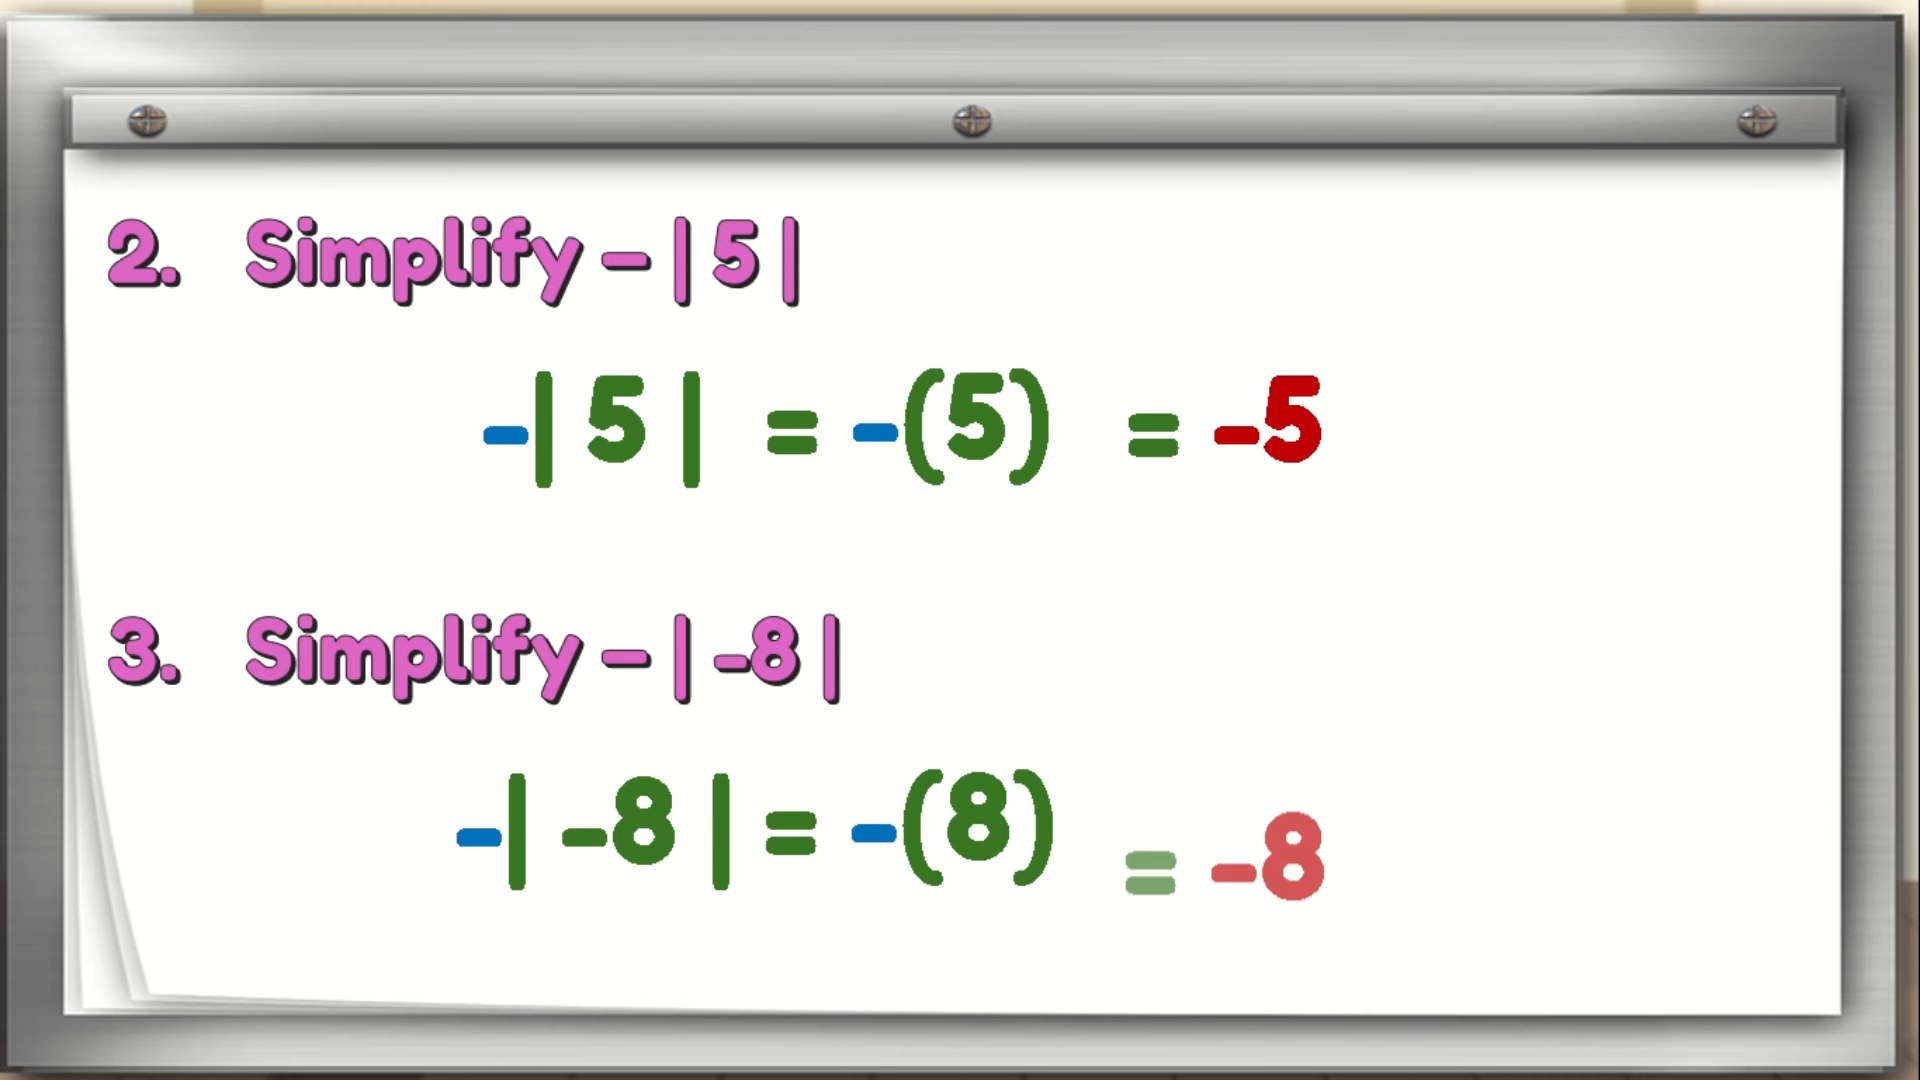 2. Simplify – | 5 |
-| 5 | = -(5) = -5
3. Simplify – | -8 |
-| -8 | = -(8) = -8